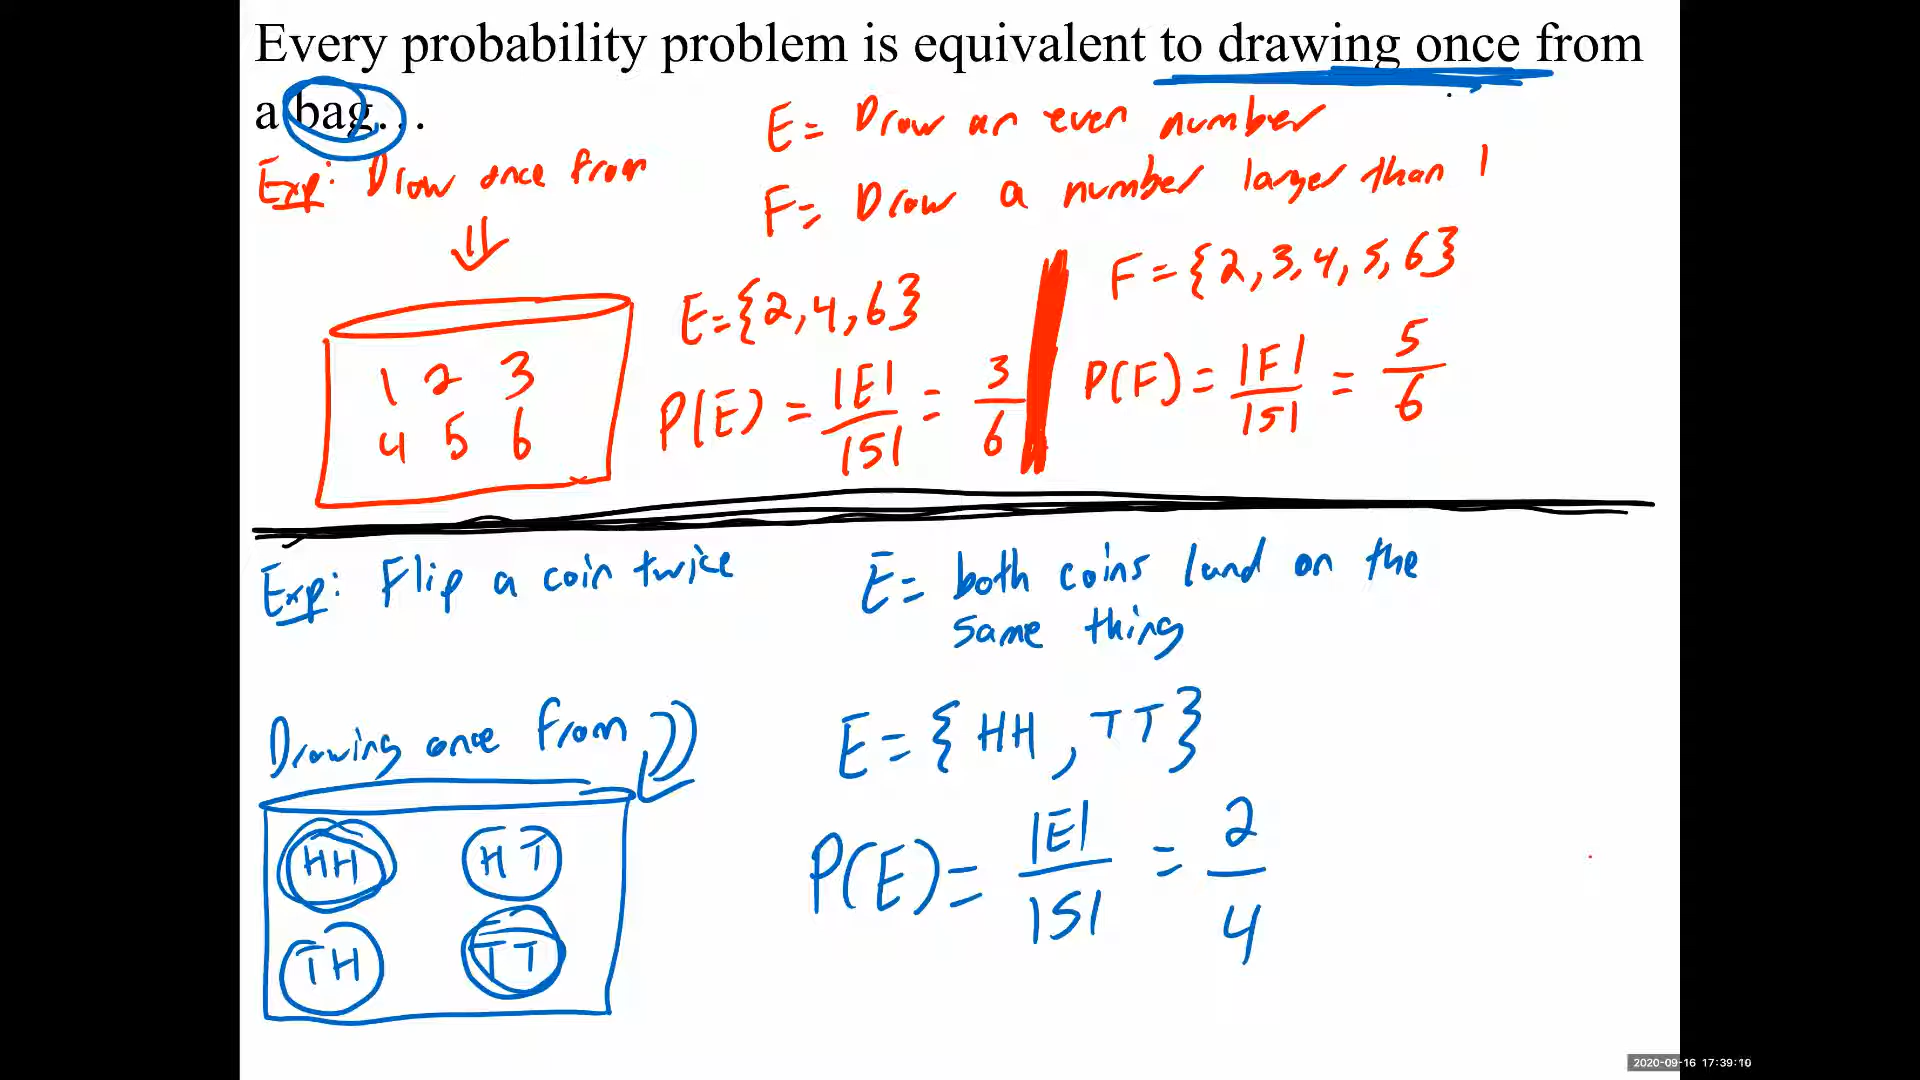 Every probability problem is equivalent to drawing once from
a bag...
E = Draw an even number
Exp: Draw once from
F = Draw a number larger than 1
F = {2, 3, 4, 5, 6}
E = {2, 4, 6}
1 2 3
4 5 6
P(E) = |E| / |S| = 3/6
P(F) = |F| / |S| = 5/6
Exp: Flip a coin twice
E = both coins land on the
same thing
Drawing once from
E = {HH, TT}
HH HT
TH TT
P(E) = |E| / |S| = 2/4
2020-09-16 17:39:10